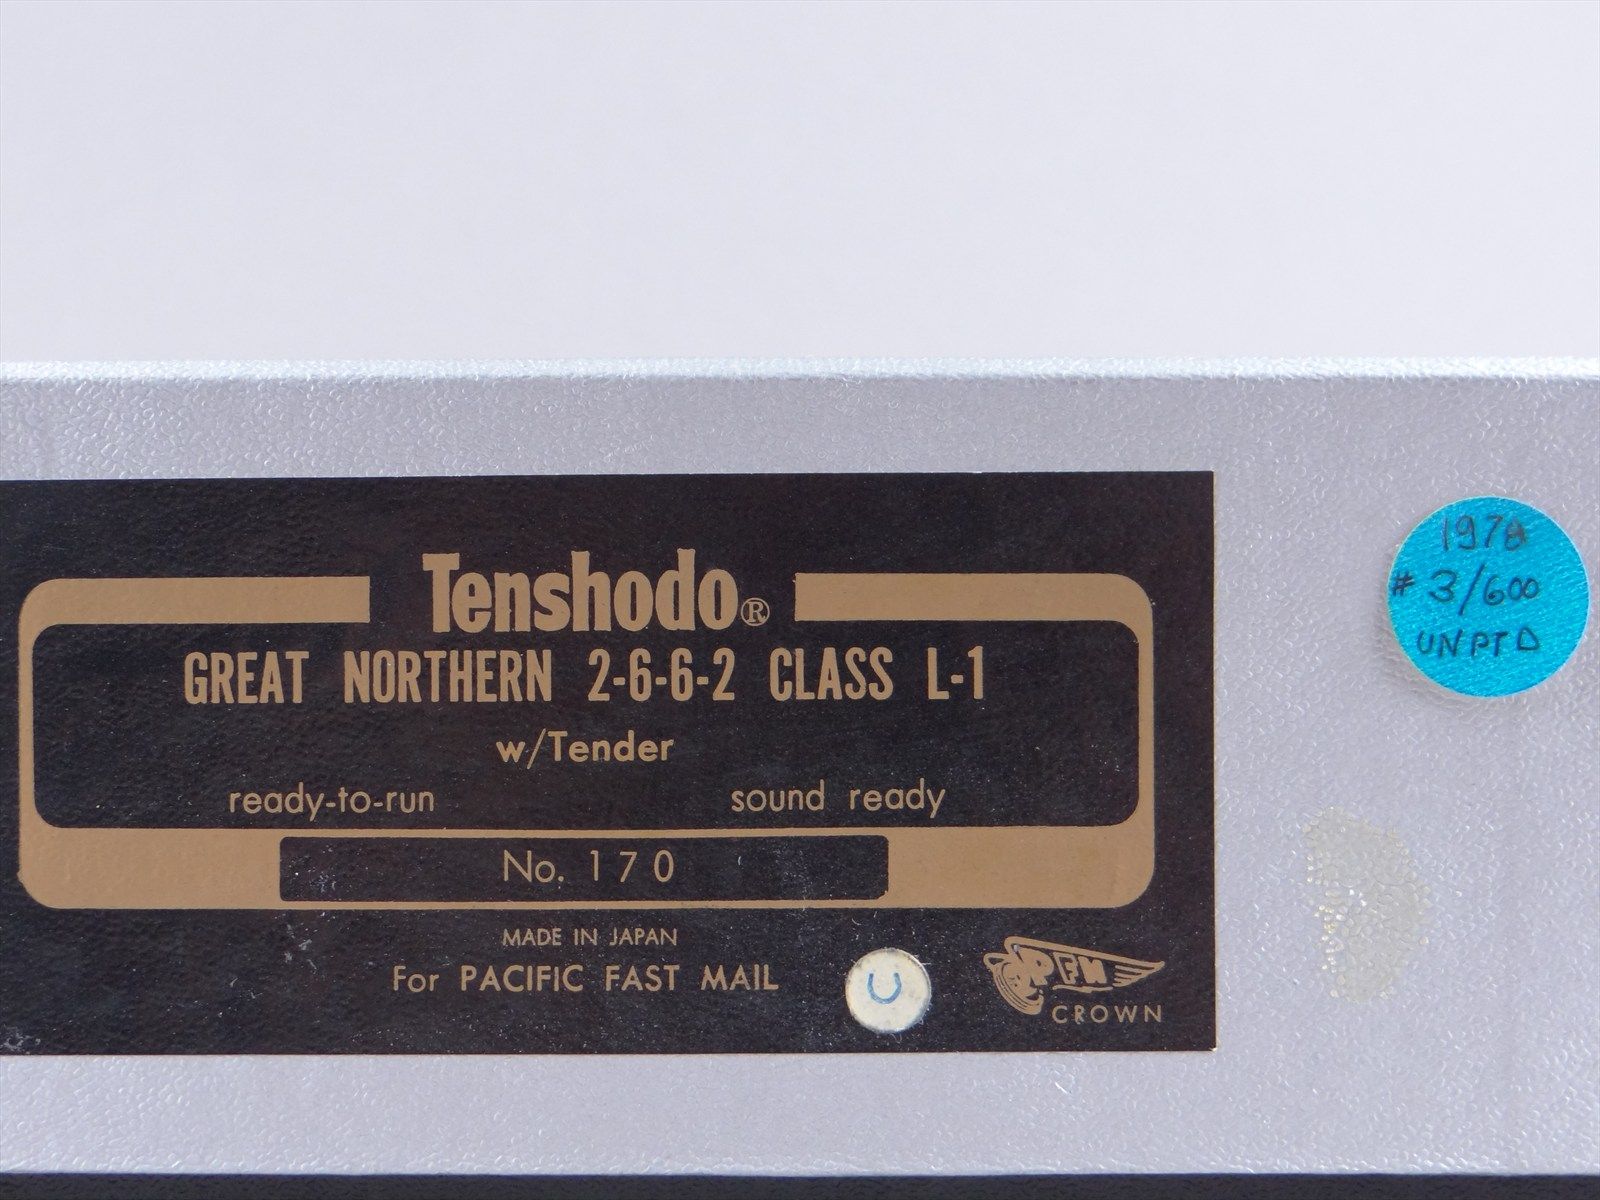 Tenshodo®
GREAT NORTHERN 2-6-6-2 CLASS L-1
w/Tender
ready-to-run sound ready
No. 170
MADE IN JAPAN
For PACIFIC FAST MAIL
U
PFM
CROWN
1978
# 3/600
UNPTD